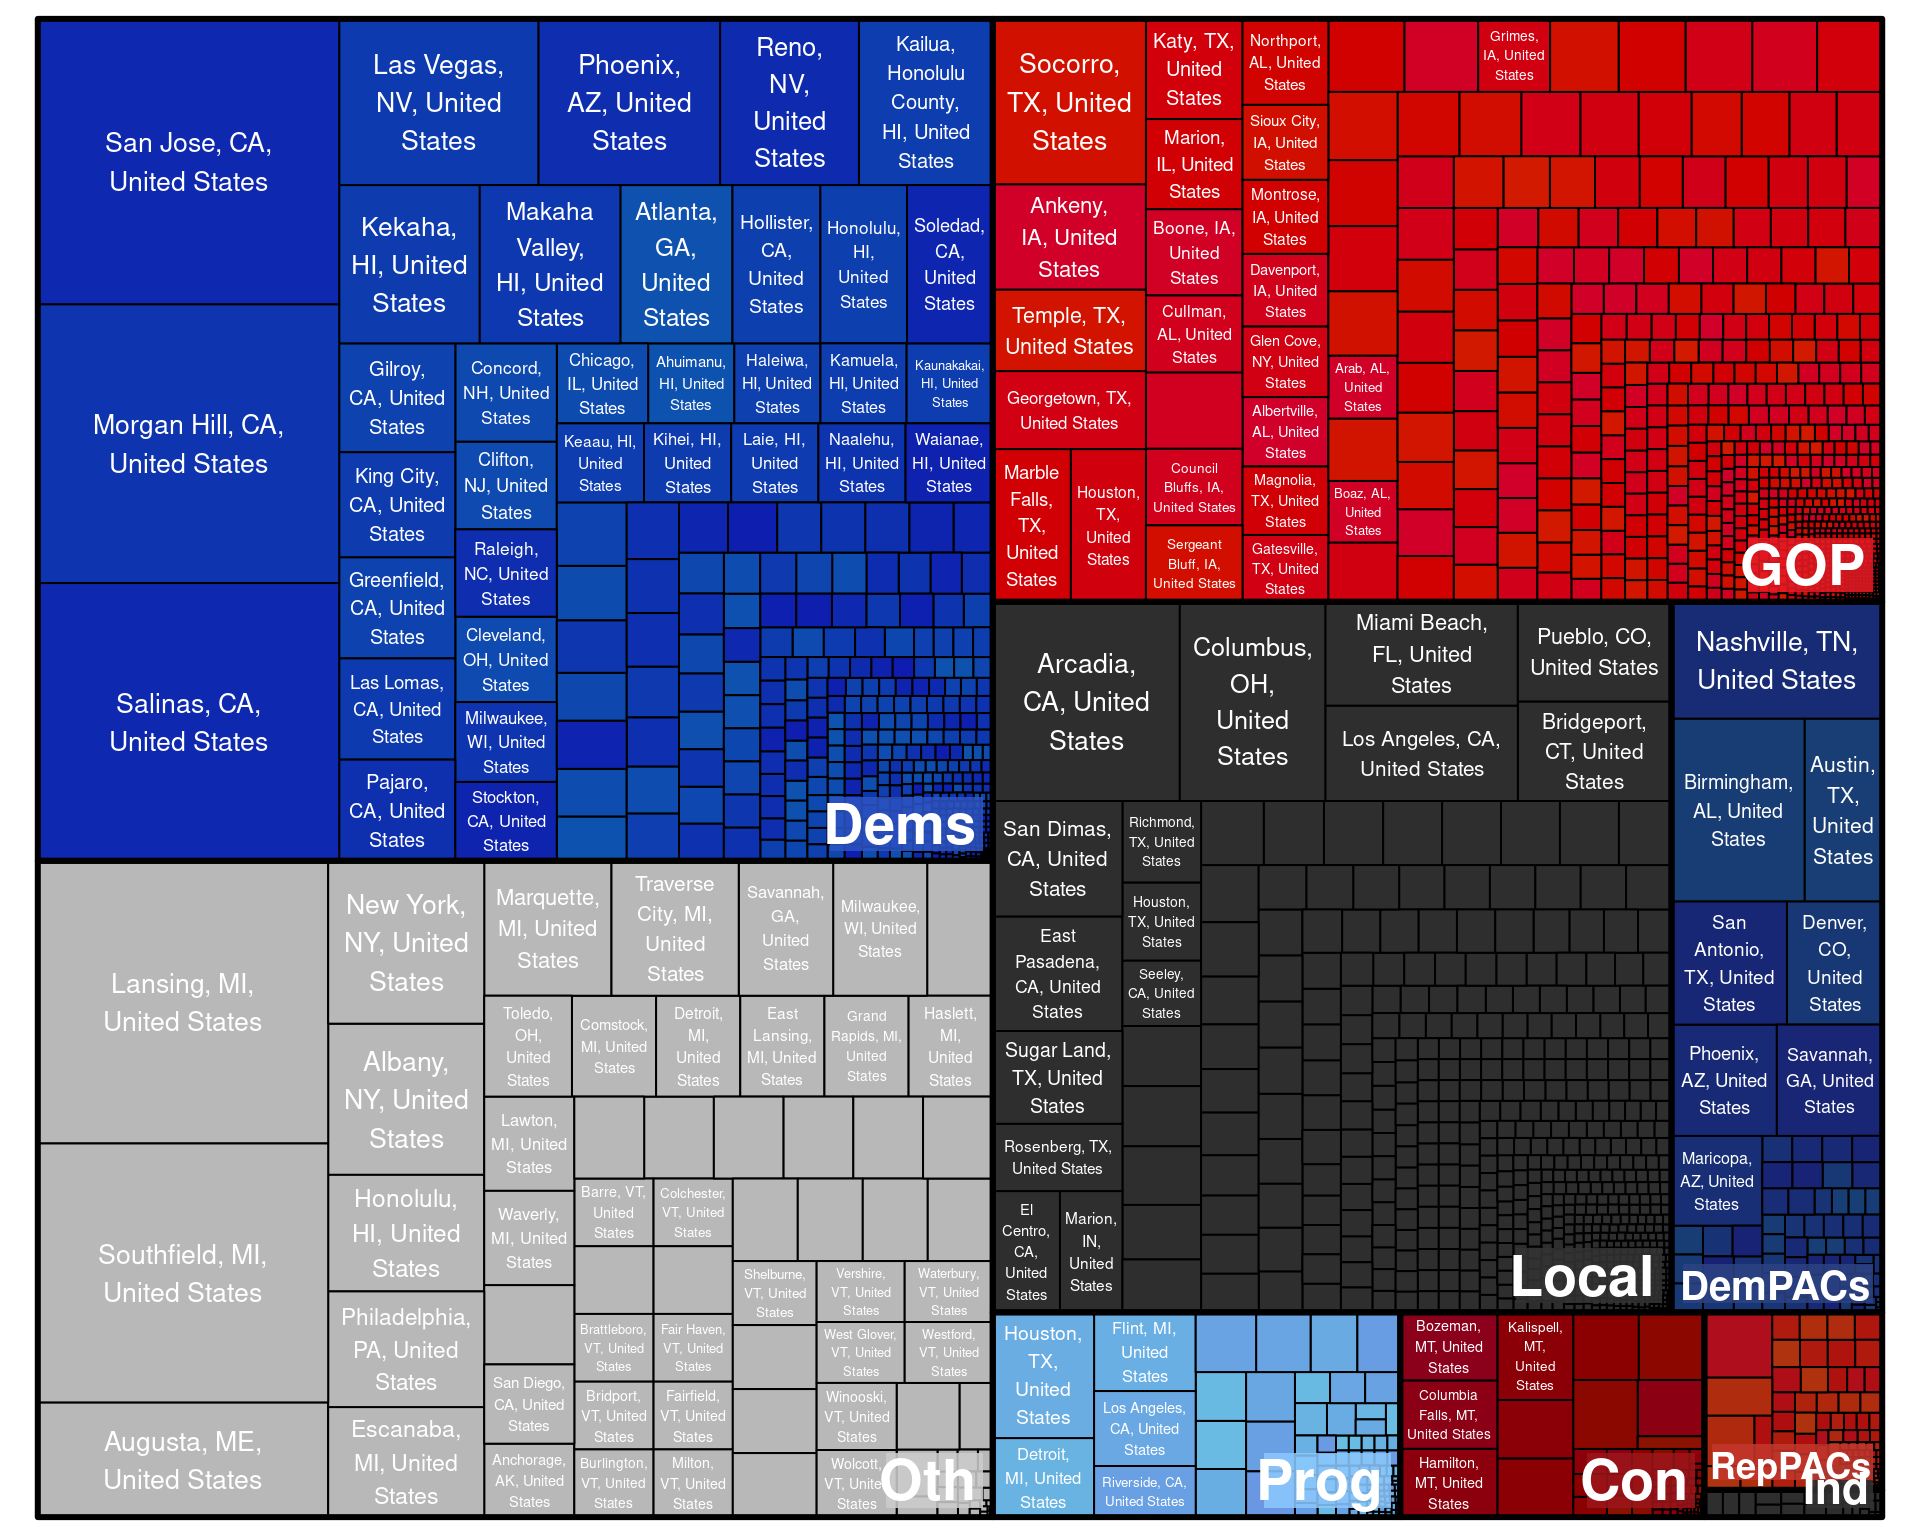 San Jose, CA,
United States
Morgan Hill, CA,
United States
Salinas, CA,
United States
Las Vegas,
NV, United
States
Phoenix,
AZ, United
States
Reno,
NV,
United
States
Kailua,
Honolulu
County,
HI, United
States
Kekaha,
HI, United
States
Makaha
Valley,
HI, United
States
Atlanta,
GA,
United
States
Hollister,
CA,
United
States
Honolulu,
HI,
United
States
Soledad,
CA,
United
States
Gilroy,
CA, United
States
King City,
CA, United
States
Greenfield,
CA, United
States
Las Lomas,
CA, United
States
Pajaro,
CA, United
States
Concord,
NH, United
States
Clifton,
NJ, United
States
Raleigh,
NC, United
States
Cleveland,
OH, United
States
Milwaukee,
WI, United
States
Stockton,
CA, United
States
Chicago,
IL, United
States
Ahuimanu,
HI, United
States
Haleiwa,
HI, United
States
Kamuela,
HI, United
States
Kaunakakai,
HI, United
States
Keaau, HI,
United
States
Kihei, HI,
United
States
Laie, HI,
United
States
Naalehu,
HI, United
States
Waianae,
HI, United
States
Dems
Socorro,
TX, United
States
Ankeny,
IA, United
States
Temple, TX,
United States
Georgetown, TX,
United States
Marble
Falls,
TX,
United
States
Houston,
TX,
United
States
Katy, TX,
United
States
Marion,
IL, United
States
Boone, IA,
United
States
Cullman,
AL, United
States
Council
Bluffs, IA,
United States
Sergeant
Bluff, IA,
United States
Northport,
AL, United
States
Sioux City,
IA, United
States
Montrose,
IA, United
States
Davenport,
IA, United
States
Glen Cove,
NY, United
States
Albertville,
AL, United
States
Magnolia,
TX, United
States
Gatesville,
TX, United
States
Arab, AL,
United
States
Boaz, AL,
United
States
Grimes,
IA, United
States
GOP
Lansing, MI,
United States
Southfield, MI,
United States
Augusta, ME,
United States
New York,
NY, United
States
Albany,
NY, United
States
Honolulu,
HI, United
States
Philadelphia,
PA, United
States
Escanaba,
MI, United
States
Marquette,
MI, United
States
Traverse
City, MI,
United
States
Savannah,
GA,
United
States
Milwaukee,
WI, United
States
Toledo,
OH,
United
States
Comstock,
MI, United
States
Detroit,
MI,
United
States
East
Lansing,
MI, United
States
Grand
Rapids, MI,
United
States
Haslett,
MI,
United
States
Lawton,
MI, United
States
Waverly,
MI, United
States
San Diego,
CA, United
States
Anchorage,
AK, United
States
Barre, VT,
United
States
Colchester,
VT, United
States
Brattleboro,
VT, United
States
Fair Haven,
VT, United
States
Bridport,
VT, United
States
Fairfield,
VT, United
States
Burlington,
VT, United
States
Milton,
VT, United
States
Shelburne,
VT, United
States
Vershire,
VT, United
States
Waterbury,
VT, United
States
West Glover,
VT, United
States
Westford,
VT, United
States
Winooski,
VT, United
States
Wolcott,
VT, United
States
Oth
Arcadia,
CA, United
States
Columbus,
OH,
United
States
Miami Beach,
FL, United
States
Los Angeles, CA,
United States
Pueblo, CO,
United States
Bridgeport,
CT, United
States
San Dimas,
CA, United
States
East
Pasadena,
CA, United
States
Sugar Land,
TX, United
States
Rosenberg, TX,
United States
El
Centro,
CA,
United
States
Marion,
IN,
United
States
Richmond,
TX, United
States
Houston,
TX, United
States
Seeley,
CA, United
States
Local
Nashville, TN,
United States
Birmingham,
AL, United
States
Austin,
TX,
United
States
San
Antonio,
TX, United
States
Denver,
CO,
United
States
Phoenix,
AZ, United
States
Savannah,
GA, United
States
Maricopa,
AZ, United
States
DemPACs
Houston,
TX,
United
States
Detroit,
MI, United
States
Flint, MI,
United
States
Los Angeles,
CA, United
States
Riverside, CA,
United States
Prog
Bozeman,
MT, United
States
Columbia
Falls, MT,
United States
Hamilton,
MT, United
States
Kalispell,
MT,
United
States
Con
RepPACs
Ind